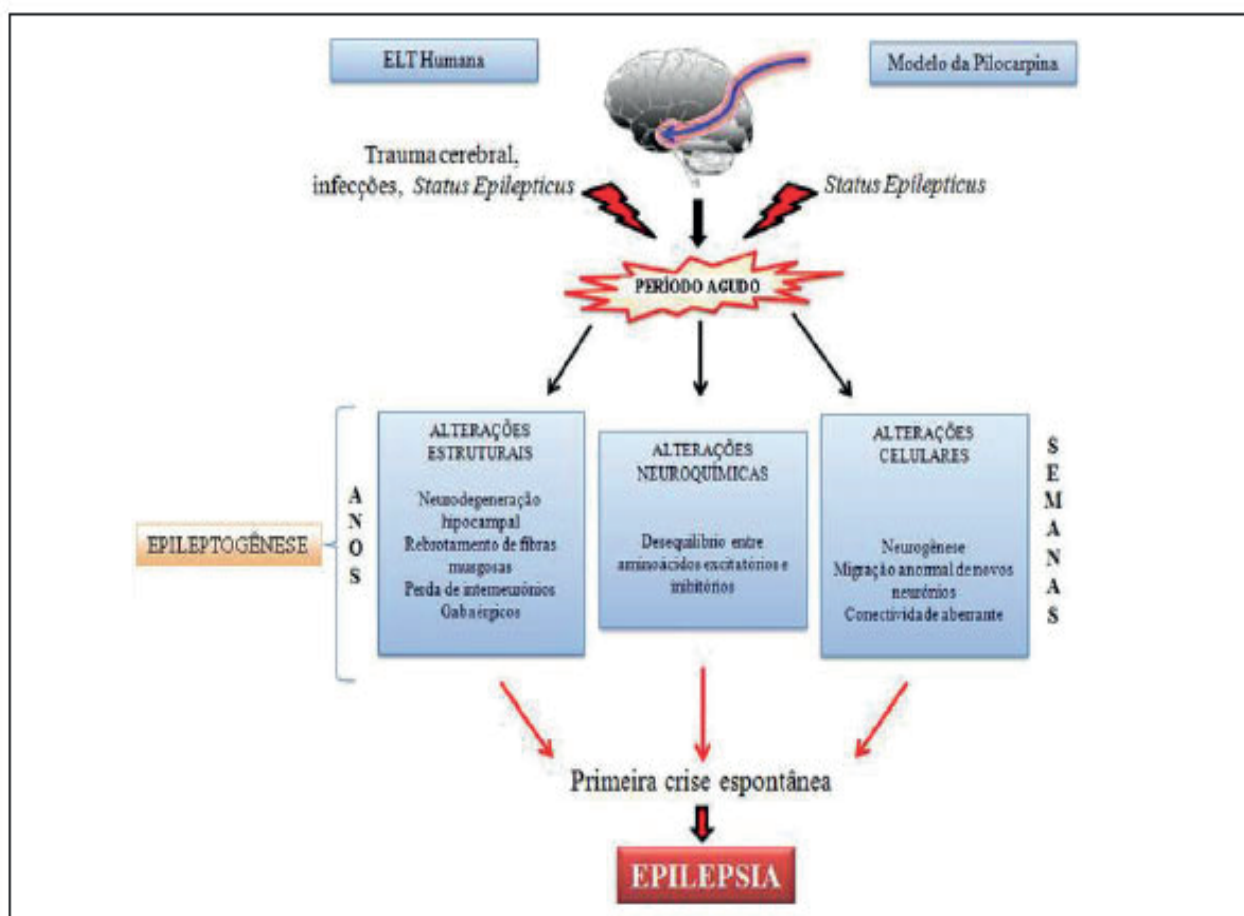 ELT Humana
Modelo da Pilocarpina
Trauma cerebral,
infecções, Status Epilepticus
Status Epilepticus
PERÍODO AGUDO
EPILEPTOGÊNESE
ANOS
ALTERAÇÕES
ESTRUTURAIS
Neurodegeneração
hipocampal
Rebrotamento de fibras
musgosas
Perda de interneurônios
Gabaérgicos
ALTERAÇÕES
NEUROQUÍMICAS
Desequilíbrio entre
aminoácidos excitatórios e
inibitórios
ALTERAÇÕES
CELULARES
Neurogênese
Migração anormal de novos
neurônios
Conectividade aberrante
SEMANAS
Primeira crise espontânea
EPILEPSIA